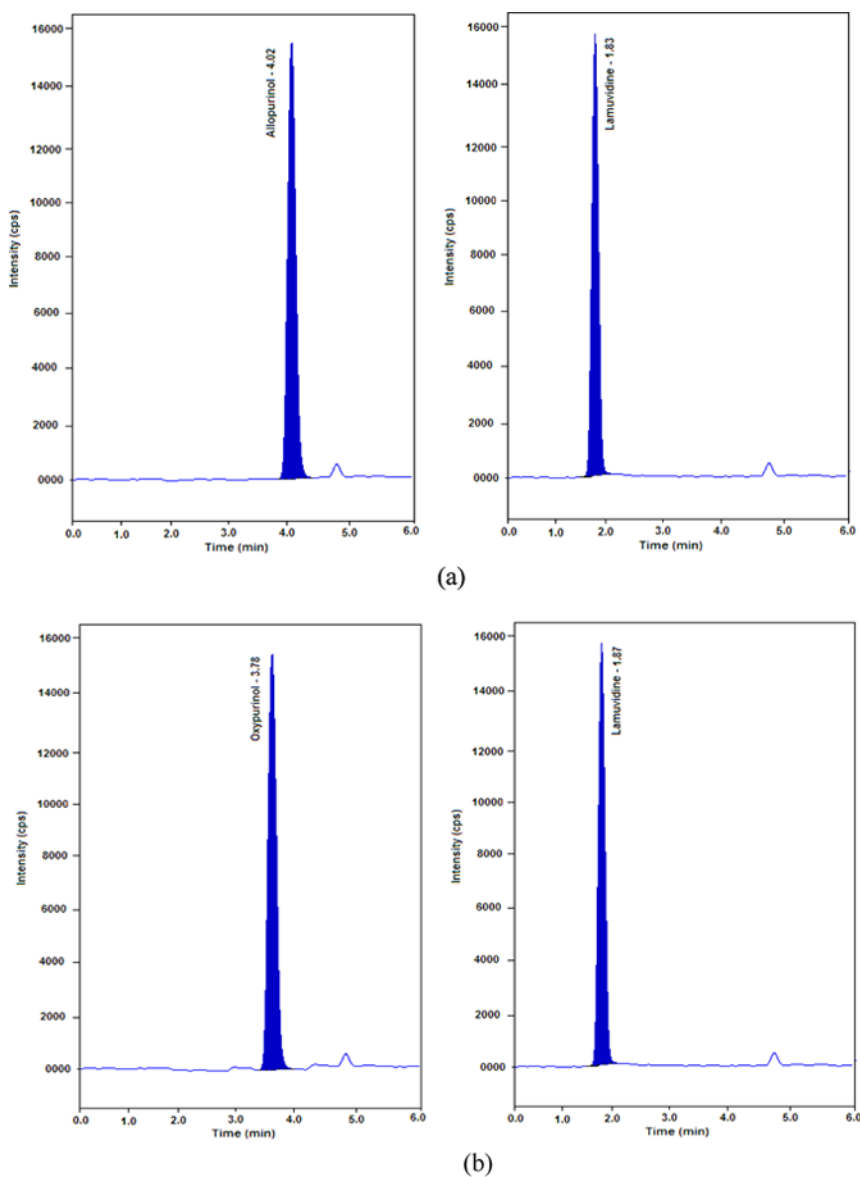 16000
14000
12000
10000
8000
6000
4000
2000
0000
Intensity (cps)
Allopurinol - 4.02
0.0 1.0 2.0 3.0 4.0 5.0 6.0
Time (min)
16000
14000
12000
10000
8000
6000
4000
2000
0000
Intensity (cps)
Lamuvidine - 1.83
0.0 1.0 2.0 3.0 4.0 5.0 6.0
Time (min)
(a)
16000
14000
12000
10000
8000
6000
4000
2000
0000
Intensity (cps)
Oxypurinol - 3.78
0.0 1.0 2.0 3.0 4.0 5.0 6.0
Time (min)
16000
14000
12000
10000
8000
6000
4000
2000
0000
Intensity (cps)
Lamuvidine - 1.87
0.0 1.0 2.0 3.0 4.0 5.0 6.0
Time (min)
(b)